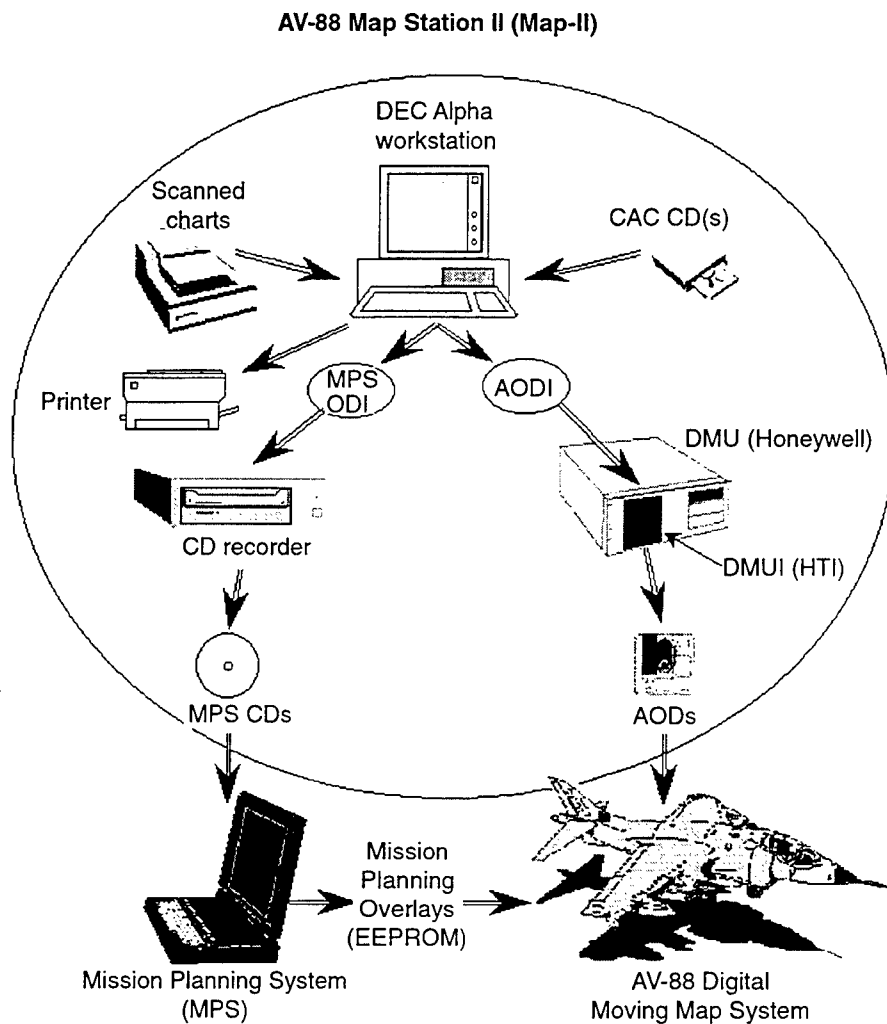 AV-88 Map Station II (Map-II)
DEC Alpha
workstation
Scanned
charts
CAC CD(s)
Printer
MPS
ODI
AODI
DMU (Honeywell)
CD recorder
DMUI (HTI)
MPS CDs
AODs
Mission
Planning
Overlays
(EEPROM)
Mission Planning System
(MPS)
AV-88 Digital
Moving Map System